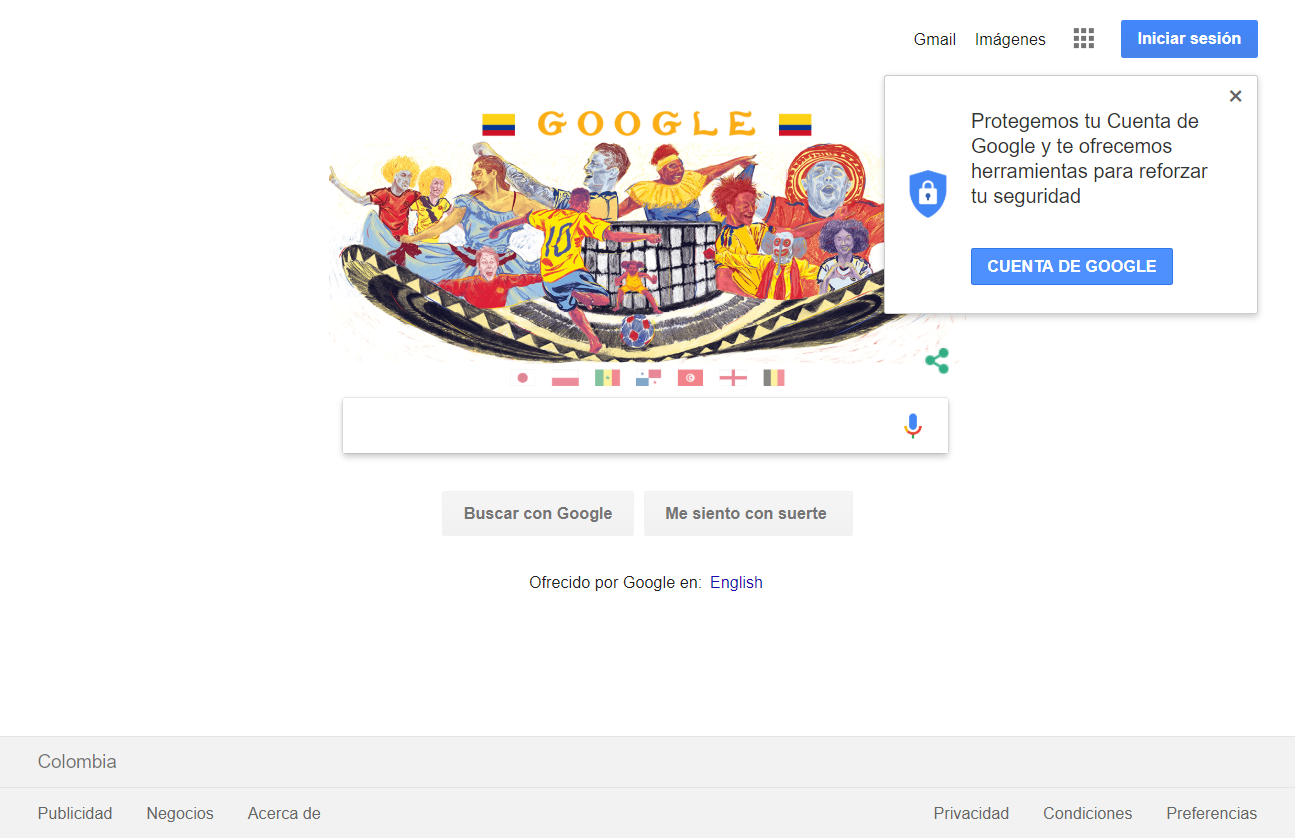 Gmail Imágenes Iniciar sesión
GOOGLE
Protegemos tu Cuenta de
Google y te ofrecemos
herramientas para reforzar
tu seguridad
CUENTA DE GOOGLE
10
Buscar con Google Me siento con suerte
Ofrecido por Google en: English
Colombia
Publicidad Negocios Acerca de Privacidad Condiciones Preferencias